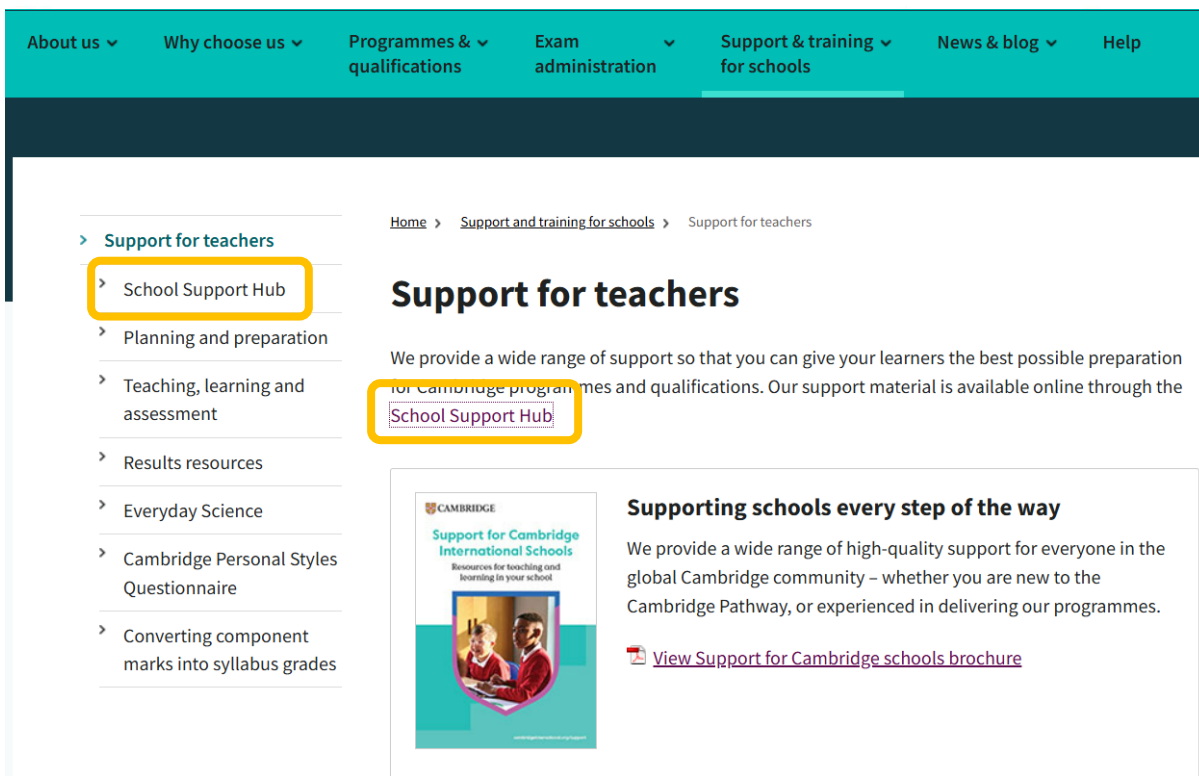 About us
Why choose us
Programmes &
qualifications
Exam
administration
Support & training
for schools
News & blog
Help
Support for teachers
School Support Hub
Planning and preparation
Teaching, learning and
assessment
Results resources
Everyday Science
Cambridge Personal Styles
Questionnaire
Converting component
marks into syllabus grades
Home > Support and training for schools > Support for teachers
Support for teachers
We provide a wide range of support so that you can give your learners the best possible preparation
for Cambridge programmes and qualifications. Our support material is available online through the
School Support Hub
CAMBRIDGE
Support for Cambridge
International Schools
Resources for teaching and
learning in your school
cambridgeinternational.org/support
Supporting schools every step of the way
We provide a wide range of high-quality support for everyone in the
global Cambridge community – whether you are new to the
Cambridge Pathway, or experienced in delivering our programmes.
View Support for Cambridge schools brochure